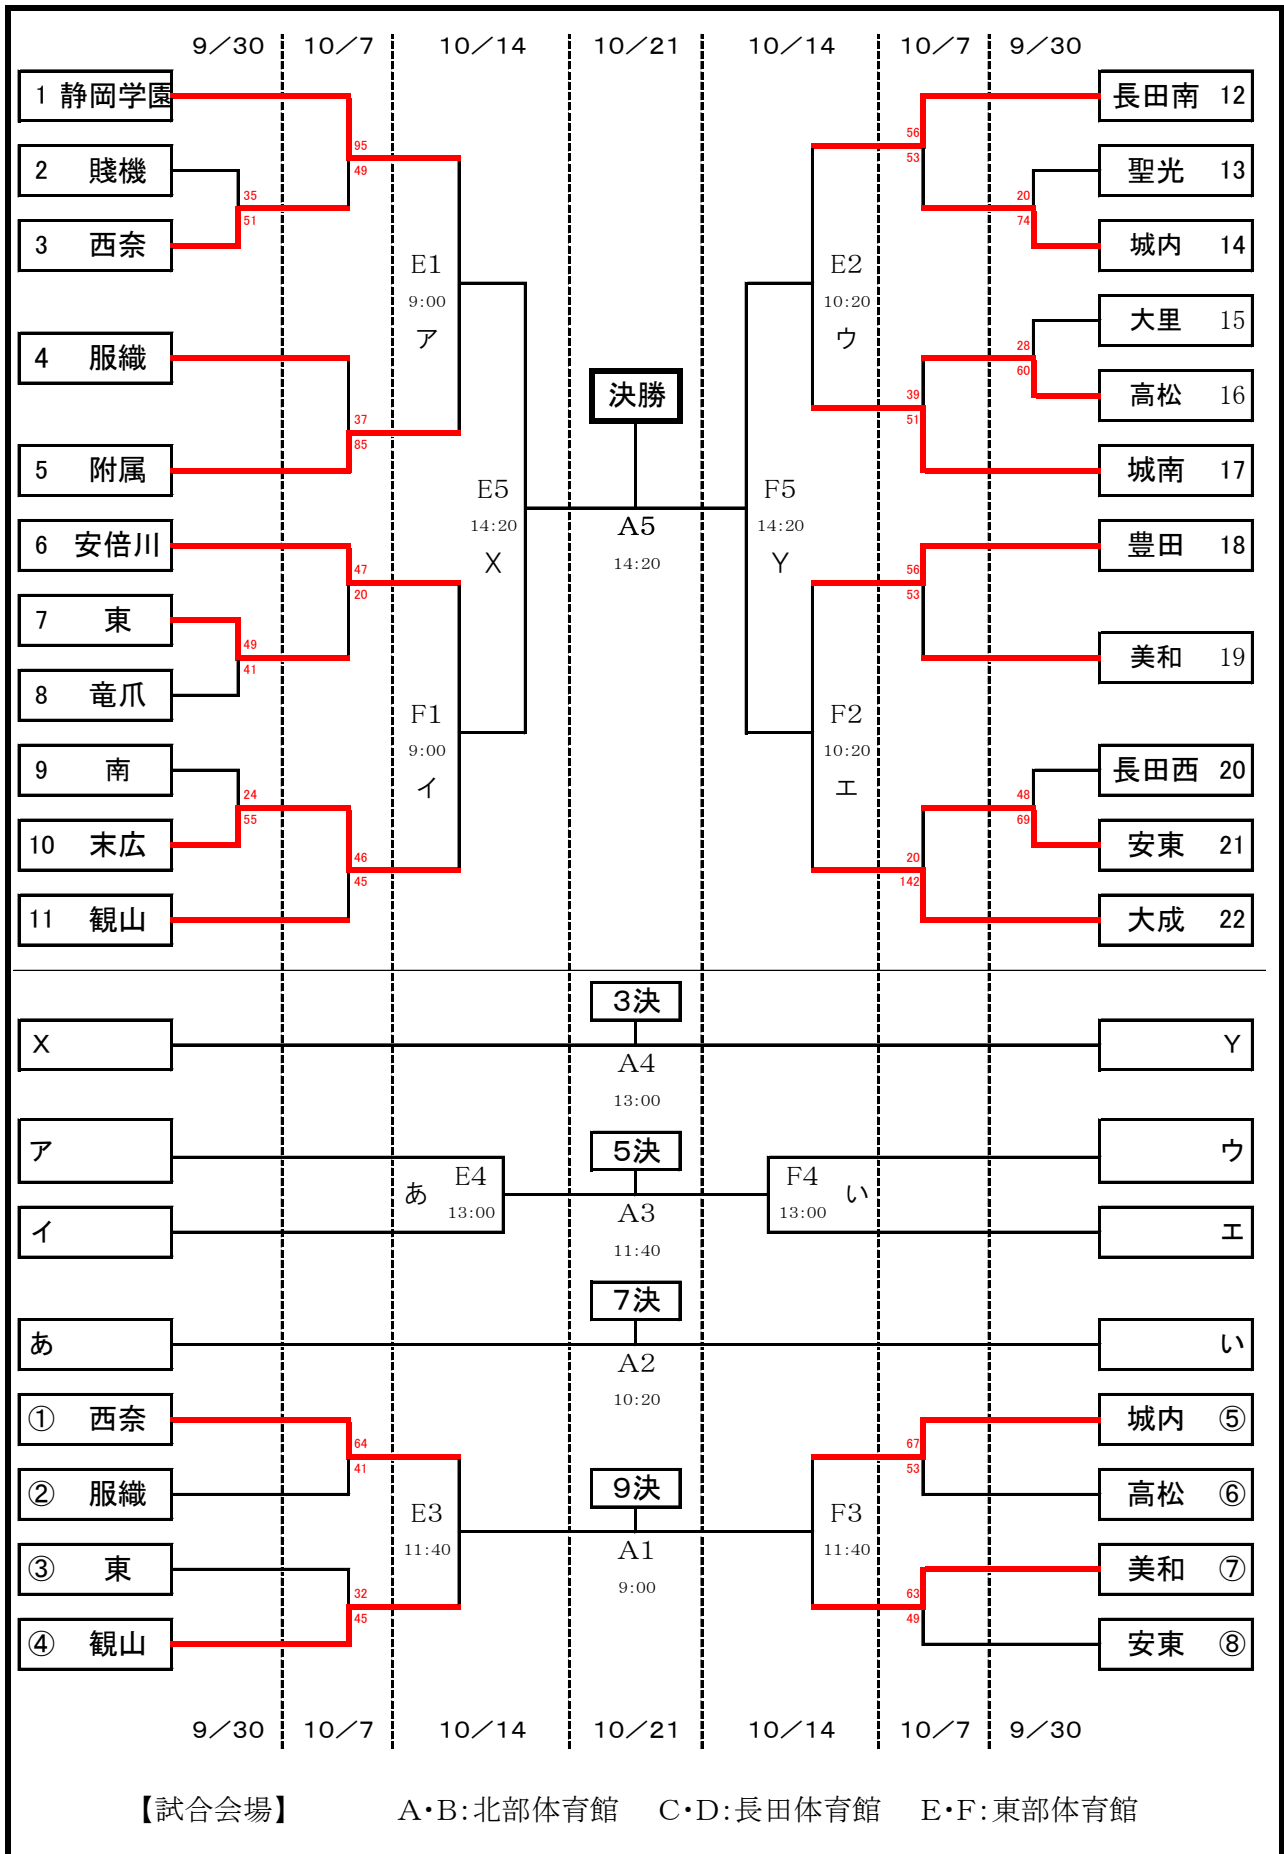 9／30 10／7 10／14 10／21 10／14 10／7 9／30
1 静岡学園 長田南 12
95 56
49 53
2 賤機 聖光 13
35 20
51 74
3 西奈 城内 14
E1 E2
9:00 10:20
ア ウ
大里 15
28
60
4 服織
高松 16
決勝
37 39
85 51
5 附属 城南 17
E5 F5
14:20 A5 14:20
X 14:20 Y
6 安倍川 豊田 18
47 56
20 53
7 東
49
41
美和 19
8 竜爪
F1 F2
9:00 10:20
イ エ
9 南 長田西 20
24 48
55 69
10 末広 安東 21
46 20
45 142
11 観山 大成 22
3決
X Y
A4
13:00
5決
ア ウ
あ E4 F4 い
13:00 13:00
A3
イ エ
11:40
7決
あ い
A2
10:20
① 西奈 城内 ⑤
64 67
41 53
② 服織 高松 ⑥
9決
E3 F3
11:40 A1 11:40
9:00
③ 東 美和 ⑦
32 63
45 49
④ 観山 安東 ⑧
9／30 10／7 10／14 10／21 10／14 10／7 9／30
【試合会場】 A・B：北部体育館 C・D：長田体育館 E・F：東部体育館